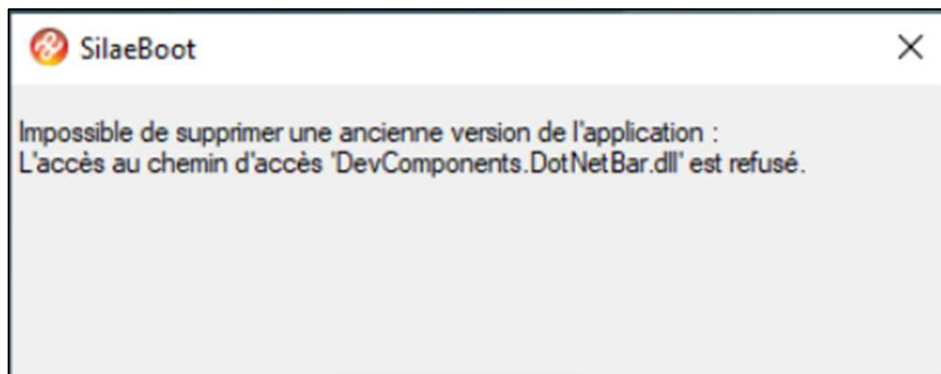 SilaeBoot
Impossible de supprimer une ancienne version de l'application :
L'accès au chemin d'accès 'DevComponents.DotNetBar.dll' est refusé.